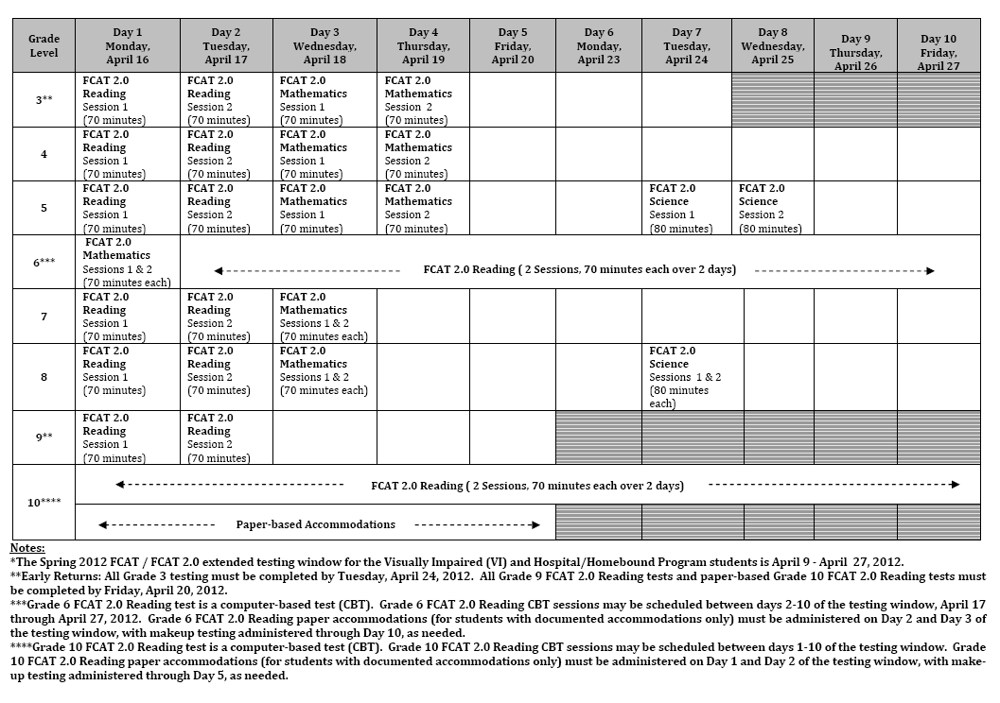 Grade Level | Day 1 Monday, April 16 | Day 2 Tuesday, April 17 | Day 3 Wednesday, April 18 | Day 4 Thursday, April 19 | Day 5 Friday, April 20 | Day 6 Monday, April 23 | Day 7 Tuesday, April 24 | Day 8 Wednesday, April 25 | Day 9 Thursday, April 26 | Day 10 Friday, April 27
3** | FCAT 2.0 Reading Session 1 (70 minutes) | FCAT 2.0 Reading Session 2 (70 minutes) | FCAT 2.0 Mathematics Session 1 (70 minutes) | FCAT 2.0 Mathematics Session 2 (70 minutes)
4 | FCAT 2.0 Reading Session 1 (70 minutes) | FCAT 2.0 Reading Session 2 (70 minutes) | FCAT 2.0 Mathematics Session 1 (70 minutes) | FCAT 2.0 Mathematics Session 2 (70 minutes)
5 | FCAT 2.0 Reading Session 1 (70 minutes) | FCAT 2.0 Reading Session 2 (70 minutes) | FCAT 2.0 Mathematics Session 1 (70 minutes) | FCAT 2.0 Mathematics Session 2 (70 minutes) | FCAT 2.0 Science Session 1 (80 minutes) | FCAT 2.0 Science Session 2 (80 minutes)
6*** | FCAT 2.0 Mathematics Sessions 1 & 2 (70 minutes each) | FCAT 2.0 Reading ( 2 Sessions, 70 minutes each over 2 days)
7 | FCAT 2.0 Reading Session 1 (70 minutes) | FCAT 2.0 Reading Session 2 (70 minutes) | FCAT 2.0 Mathematics Sessions 1 & 2 (70 minutes each)
8 | FCAT 2.0 Reading Session 1 (70 minutes) | FCAT 2.0 Reading Session 2 (70 minutes) | FCAT 2.0 Mathematics Sessions 1 & 2 (70 minutes each) | FCAT 2.0 Science Sessions 1 & 2 (80 minutes each)
9** | FCAT 2.0 Reading Session 1 (70 minutes) | FCAT 2.0 Reading Session 2 (70 minutes)
10**** | FCAT 2.0 Reading ( 2 Sessions, 70 minutes each over 2 days)
Paper-based Accommodations
Notes:
*The Spring 2012 FCAT / FCAT 2.0 extended testing window for the Visually Impaired (VI) and Hospital/Homebound Program students is April 9 - April 27, 2012.
**Early Returns: All Grade 3 testing must be completed by Tuesday, April 24, 2012. All Grade 9 FCAT 2.0 Reading tests and paper-based Grade 10 FCAT 2.0 Reading tests must
be completed by Friday, April 20, 2012.
***Grade 6 FCAT 2.0 Reading test is a computer-based test (CBT). Grade 6 FCAT 2.0 Reading CBT sessions may be scheduled between days 2-10 of the testing window, April 17
through April 27, 2012. Grade 6 FCAT 2.0 Reading paper accommodations (for students with documented accommodations only) must be administered on Day 2 and Day 3 of
the testing window, with makeup testing administered through Day 10, as needed.
****Grade 10 FCAT 2.0 Reading test is a computer-based test (CBT). Grade 10 FCAT 2.0 Reading CBT sessions may be scheduled between days 1-10 of the testing window. Grade
10 FCAT 2.0 Reading paper accommodations (for students with documented accommodations only) must be administered on Day 1 and Day 2 of the testing window, with make-
up testing administered through Day 5, as needed.